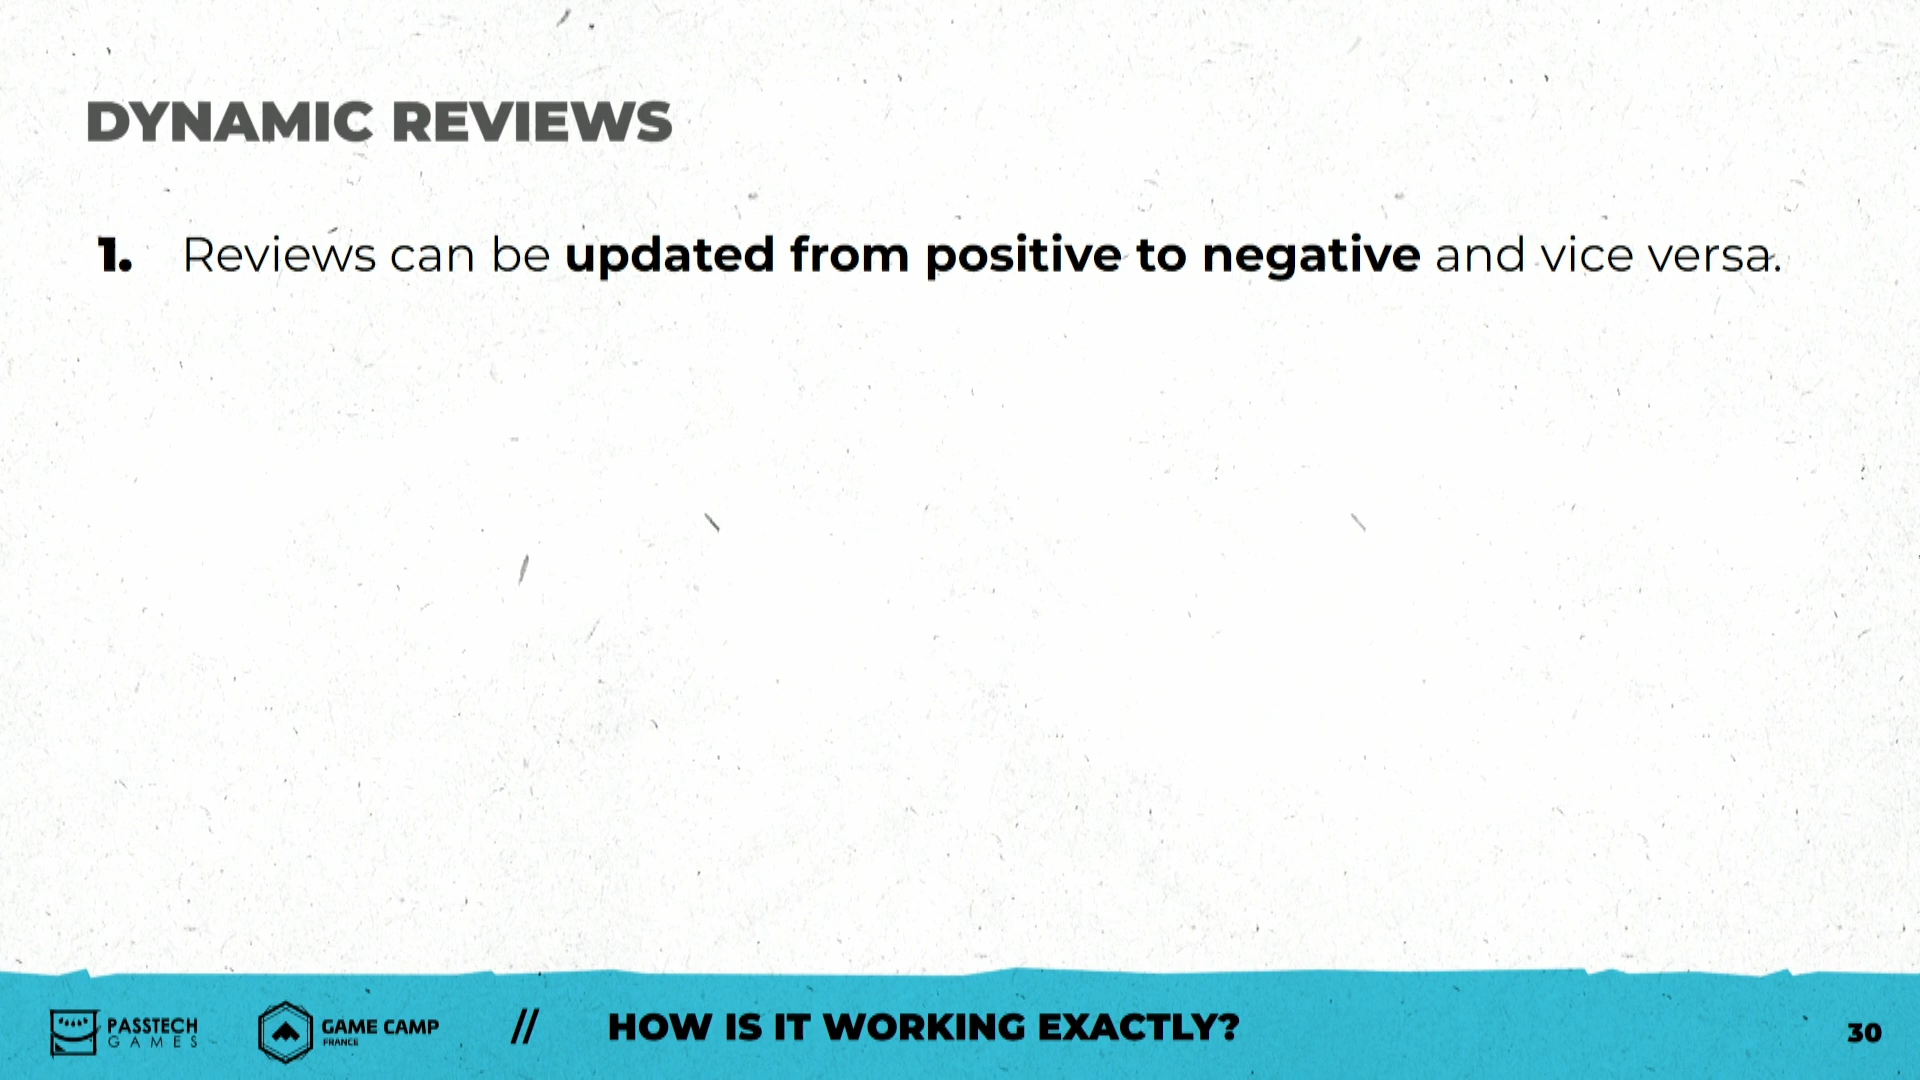 DYNAMIC REVIEWS
1. Reviews can be updated from positive to negative and vice versa.
PASSTECH
GAMES
GAME CAMP
FRANCE
//
HOW IS IT WORKING EXACTLY?
30